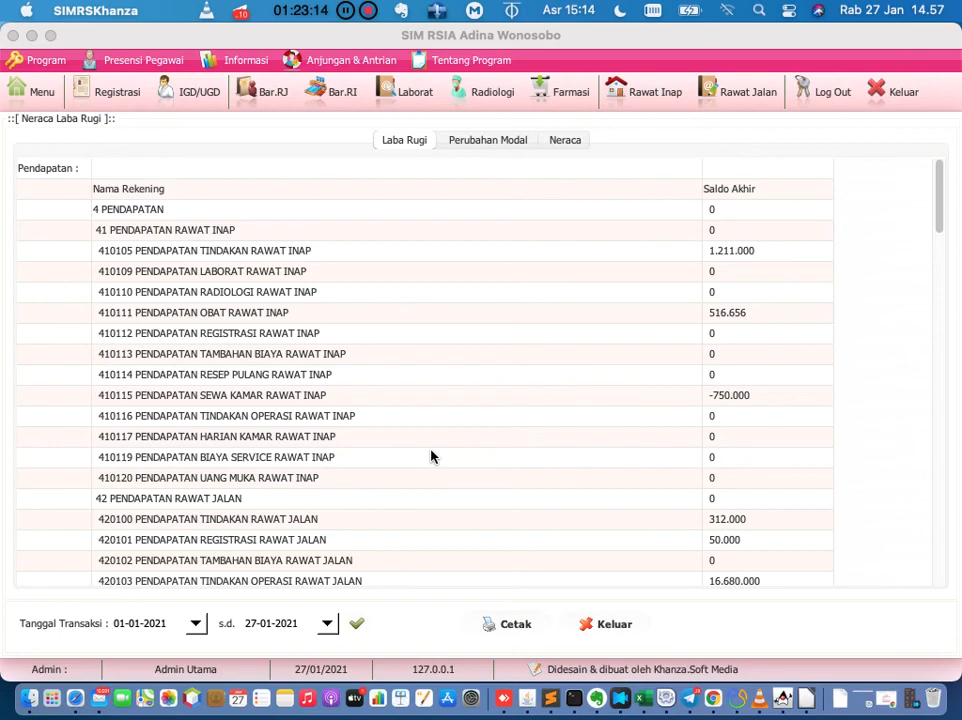 SIMRSKhanza 01:23:14 Asr 15:14 Rab 27 Jan 14.57
SIM RSIA Adina Wonosobo
Program Presensi Pegawai Informasi Anjungan & Antrian Tentang Program
Menu Registrasi IGD/UGD Bar.RJ Bar.RI Laborat Radiologi Farmasi Rawat Inap Rawat Jalan Log Out Keluar
::[ Neraca Laba Rugi ]::
Laba Rugi Perubahan Modal Neraca
Pendapatan :
Nama Rekening Saldo Akhir
4 PENDAPATAN 0
41 PENDAPATAN RAWAT INAP 0
410105 PENDAPATAN TINDAKAN RAWAT INAP 1.211.000
410109 PENDAPATAN LABORAT RAWAT INAP 0
410110 PENDAPATAN RADIOLOGI RAWAT INAP 0
410111 PENDAPATAN OBAT RAWAT INAP 516.656
410112 PENDAPATAN REGISTRASI RAWAT INAP 0
410113 PENDAPATAN TAMBAHAN BIAYA RAWAT INAP 0
410114 PENDAPATAN RESEP PULANG RAWAT INAP 0
410115 PENDAPATAN SEWA KAMAR RAWAT INAP -750.000
410116 PENDAPATAN TINDAKAN OPERASI RAWAT INAP 0
410117 PENDAPATAN HARIAN KAMAR RAWAT INAP 0
410119 PENDAPATAN BIAYA SERVICE RAWAT INAP 0
410120 PENDAPATAN UANG MUKA RAWAT INAP 0
42 PENDAPATAN RAWAT JALAN 0
420100 PENDAPATAN TINDAKAN RAWAT JALAN 312.000
420101 PENDAPATAN REGISTRASI RAWAT JALAN 50.000
420102 PENDAPATAN TAMBAHAN BIAYA RAWAT JALAN 0
420103 PENDAPATAN TINDAKAN OPERASI RAWAT JALAN 16.680.000
Tanggal Transaksi : 01-01-2021 s.d. 27-01-2021 Cetak Keluar
Admin : Admin Utama 27/01/2021 127.0.0.1 Didesain & dibuat oleh Khanza.Soft Media